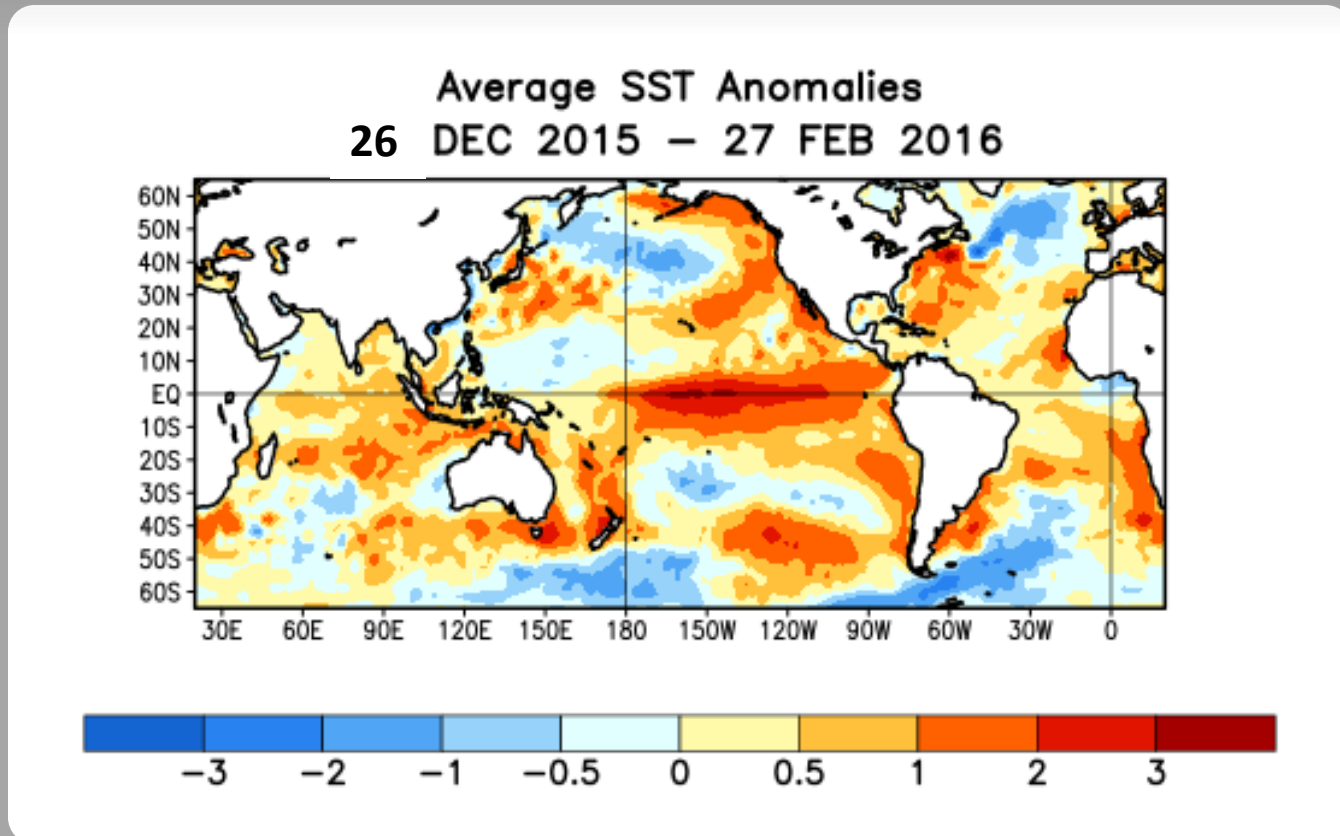 Average SST Anomalies
26 DEC 2015 – 27 FEB 2016
60N
50N
40N
30N
20N
10N
EQ
10S
20S
30S
40S
50S
60S
30E 60E 90E 120E 150E 180 150W 120W 90W 60W 30W 0
−3 −2 −1 −0.5 0 0.5 1 2 3